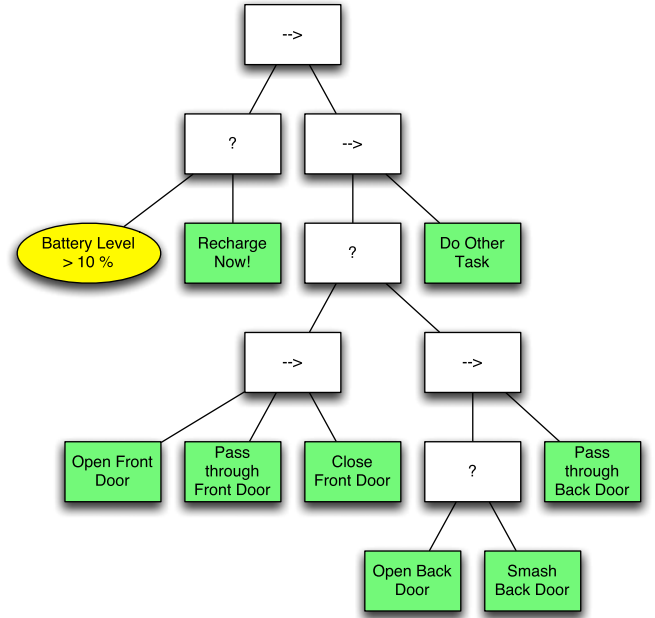 -->
?
-->
Battery Level
> 10 %
Recharge
Now!
?
Do Other
Task
-->
-->
Open Front
Door
Pass
through
Front Door
Close
Front Door
?
Pass
through
Back Door
Open Back
Door
Smash
Back Door